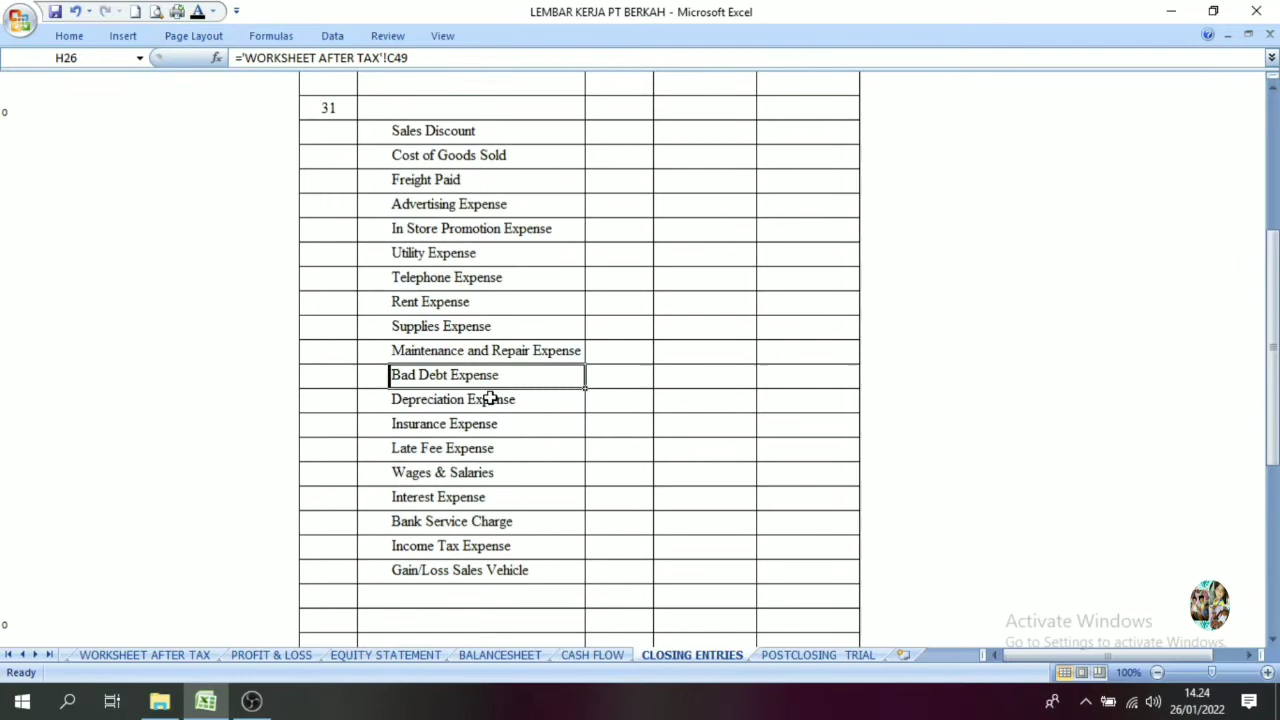 LEMBAR KERJA PT BERKAH - Microsoft Excel
Home Insert Page Layout Formulas Data Review View
H26 fx ='WORKSHEET AFTER TAX'!C49
31
o
Sales Discount
Cost of Goods Sold
Freight Paid
Advertising Expense
In Store Promotion Expense
Utility Expense
Telephone Expense
Rent Expense
Supplies Expense
Maintenance and Repair Expense
Bad Debt Expense
Depreciation Expense
Insurance Expense
Late Fee Expense
Wages & Salaries
Interest Expense
Bank Service Charge
Income Tax Expense
Gain/Loss Sales Vehicle
o
Activate Windows
Go to Settings to activate Windows.
WORKSHEET AFTER TAX PROFIT & LOSS EQUITY STATEMENT BALANCESHEET CASH FLOW CLOSING ENTRIES POSTCLOSING TRIAL
Ready 100%
14.24
26/01/2022